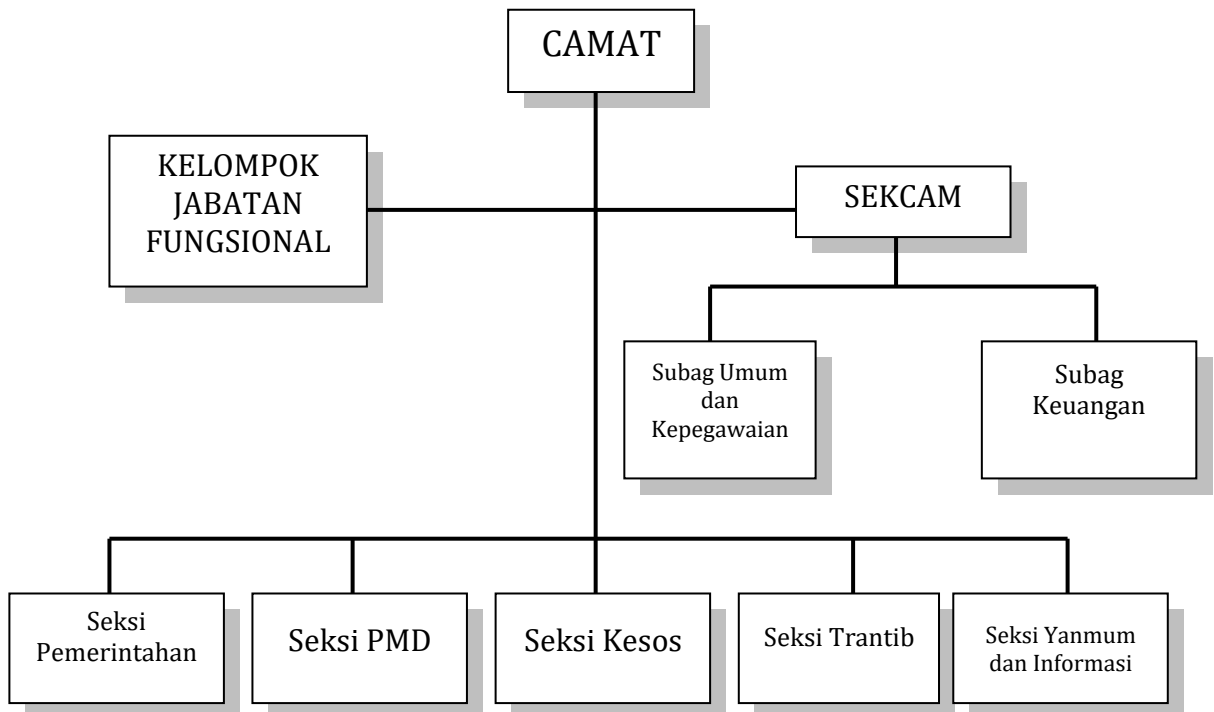 CAMAT
KELOMPOK
JABATAN
FUNGSIONAL
SEKCAM
Subag Umum
dan
Kepegawaian
Subag
Keuangan
Seksi
Pemerintahan
Seksi PMD
Seksi Kesos
Seksi Trantib
Seksi Yanmum
dan Informasi